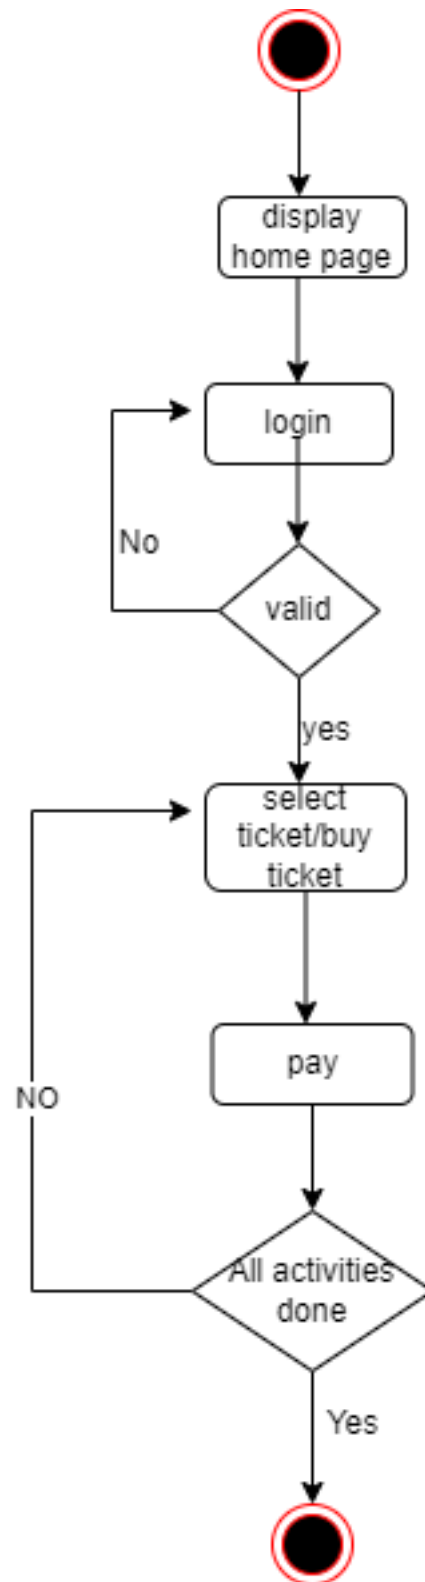 display
home page
login
No
valid
yes
select
ticket/buy
ticket
pay
NO
All activities
done
Yes